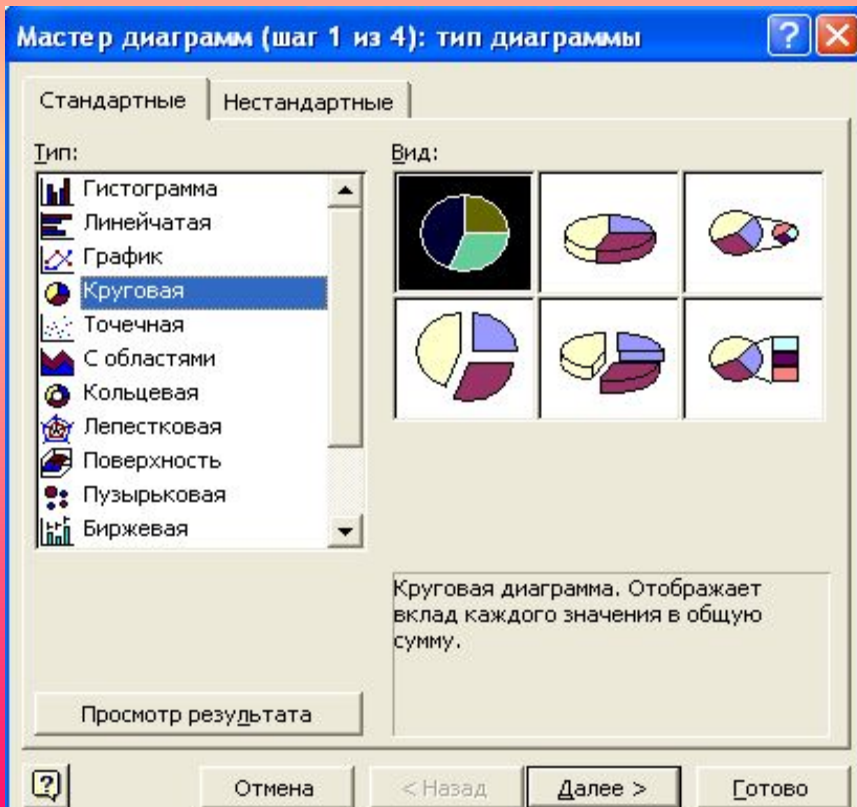 Мастер диаграмм (шаг 1 из 4): тип диаграммы
Стандартные
Нестандартные
Тип:
Гистограмма
Линейчатая
График
Круговая
Точечная
С областями
Кольцевая
Лепестковая
Поверхность
Пузырьковая
Биржевая
Вид:
Круговая диаграмма. Отображает
вклад каждого значения в общую
сумму.
Просмотр результата
Отмена
< Назад
Далее >
Готово